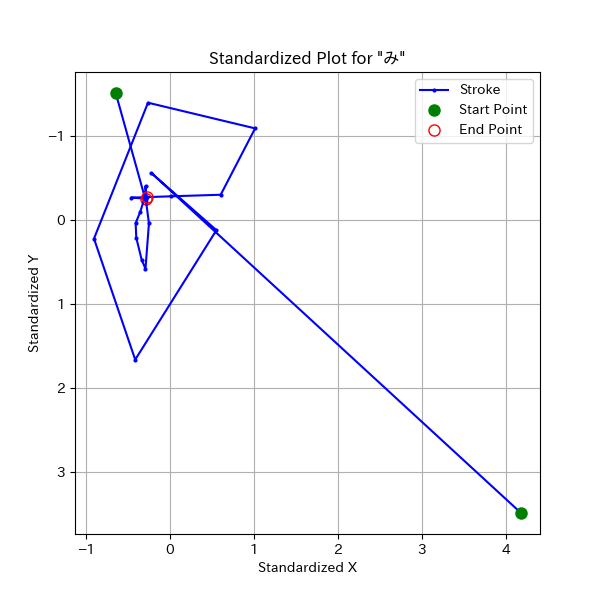 Standardized Plot for "み"
Stroke
Start Point
End Point
−1
0
1
2
3
Standardized Y
−1
0
1
2
3
4
Standardized X